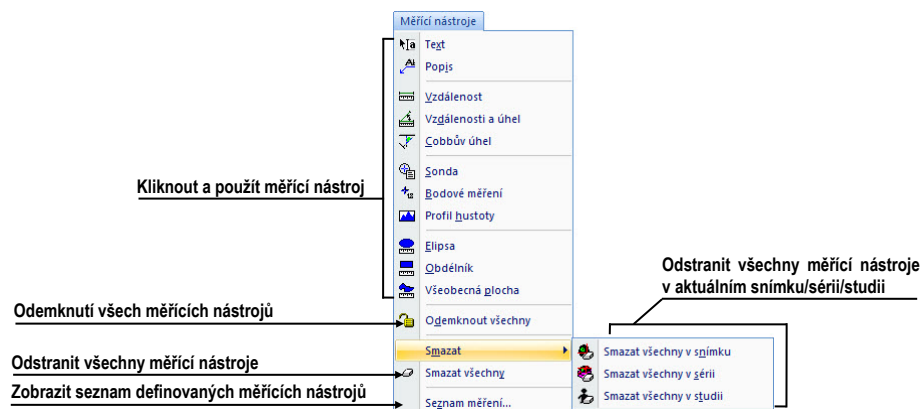 Měřící nástroje
Text
Popis
Vzdálenost
Vzdálenosti a úhel
Cobbův úhel
Sonda
Bodové měření
Profil hustoty
Elipsa
Obdélník
Všeobecná plocha
Odemknout všechny
Smazat
Smazat všechny
Seznam měření...
Smazat všechny v snímku
Smazat všechny v sérii
Smazat všechny v studii
Kliknout a použít měřící nástroj
Odemknutí všech měřících nástrojů
Odstranit všechny měřící nástroje
Zobrazit seznam definovaných měřících nástrojů
Odstranit všechny měřící nástroje
v aktuálním snímku/sérii/studii